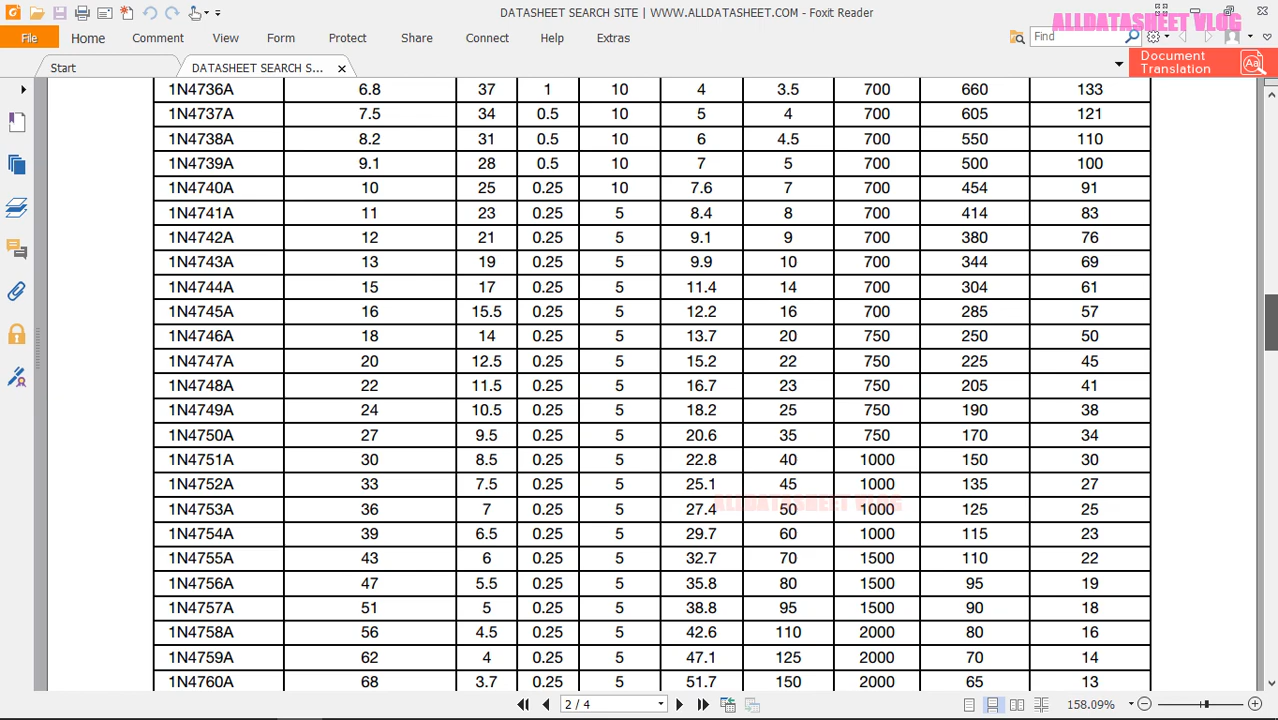 DATASHEET SEARCH SITE | WWW.ALLDATASHEET.COM - Foxit Reader
ALLDATASHEET VLOG
File Home Comment View Form Protect Share Connect Help Extras Find
Start DATASHEET SEARCH S... Document
Translation
1N4736A 6.8 37 1 10 4 3.5 700 660 133
1N4737A 7.5 34 0.5 10 5 4 700 605 121
1N4738A 8.2 31 0.5 10 6 4.5 700 550 110
1N4739A 9.1 28 0.5 10 7 5 700 500 100
1N4740A 10 25 0.25 10 7.6 7 700 454 91
1N4741A 11 23 0.25 5 8.4 8 700 414 83
1N4742A 12 21 0.25 5 9.1 9 700 380 76
1N4743A 13 19 0.25 5 9.9 10 700 344 69
1N4744A 15 17 0.25 5 11.4 14 700 304 61
1N4745A 16 15.5 0.25 5 12.2 16 700 285 57
1N4746A 18 14 0.25 5 13.7 20 750 250 50
1N4747A 20 12.5 0.25 5 15.2 22 750 225 45
1N4748A 22 11.5 0.25 5 16.7 23 750 205 41
1N4749A 24 10.5 0.25 5 18.2 25 750 190 38
1N4750A 27 9.5 0.25 5 20.6 35 750 170 34
1N4751A 30 8.5 0.25 5 22.8 40 1000 150 30
1N4752A 33 7.5 0.25 5 25.1 45 1000 135 27
ALLDATASHEET VLOG
1N4753A 36 7 0.25 5 27.4 50 1000 125 25
1N4754A 39 6.5 0.25 5 29.7 60 1000 115 23
1N4755A 43 6 0.25 5 32.7 70 1500 110 22
1N4756A 47 5.5 0.25 5 35.8 80 1500 95 19
1N4757A 51 5 0.25 5 38.8 95 1500 90 18
1N4758A 56 4.5 0.25 5 42.6 110 2000 80 16
1N4759A 62 4 0.25 5 47.1 125 2000 70 14
1N4760A 68 3.7 0.25 5 51.7 150 2000 65 13
2 / 4 158.09%